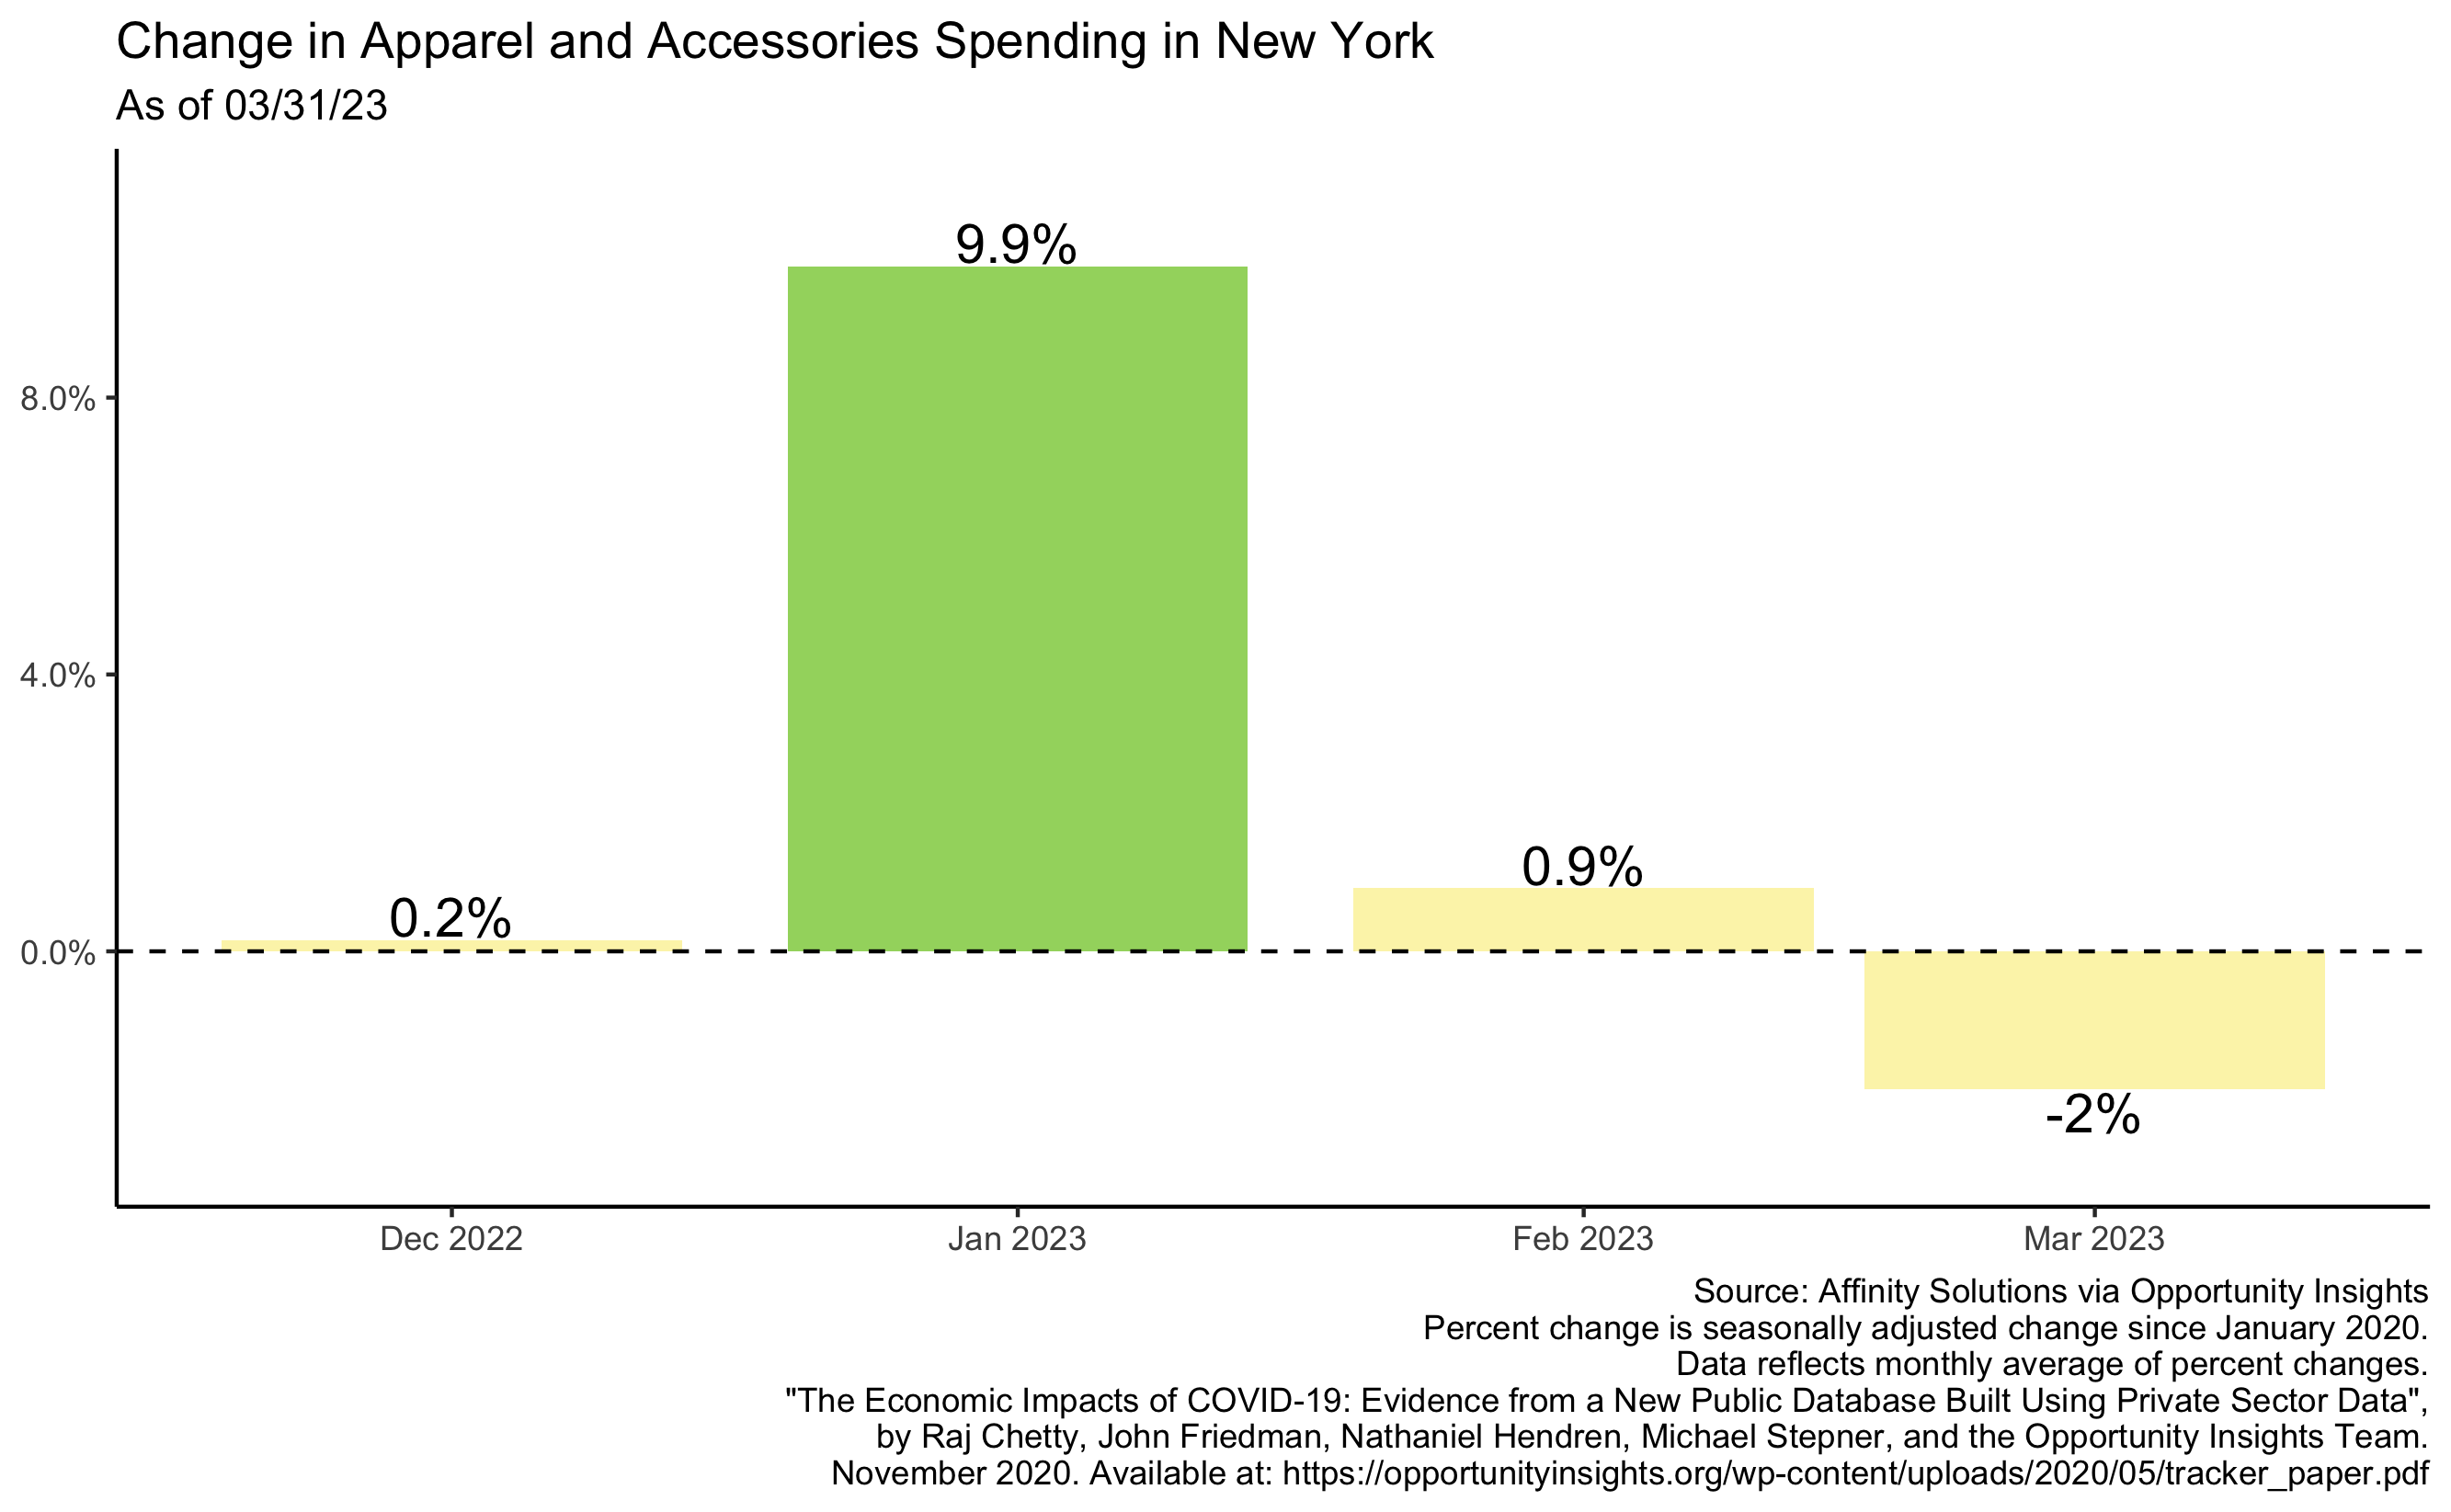 Change in Apparel and Accessories Spending in New York
As of 03/31/23
9.9%
8.0%
4.0%
0.9%
0.2%
0.0%
-2%
Dec 2022 Jan 2023 Feb 2023 Mar 2023
Source: Affinity Solutions via Opportunity Insights
Percent change is seasonally adjusted change since January 2020.
Data reflects monthly average of percent changes.
"The Economic Impacts of COVID-19: Evidence from a New Public Database Built Using Private Sector Data",
by Raj Chetty, John Friedman, Nathaniel Hendren, Michael Stepner, and the Opportunity Insights Team.
November 2020. Available at: https://opportunityinsights.org/wp-content/uploads/2020/05/tracker_paper.pdf